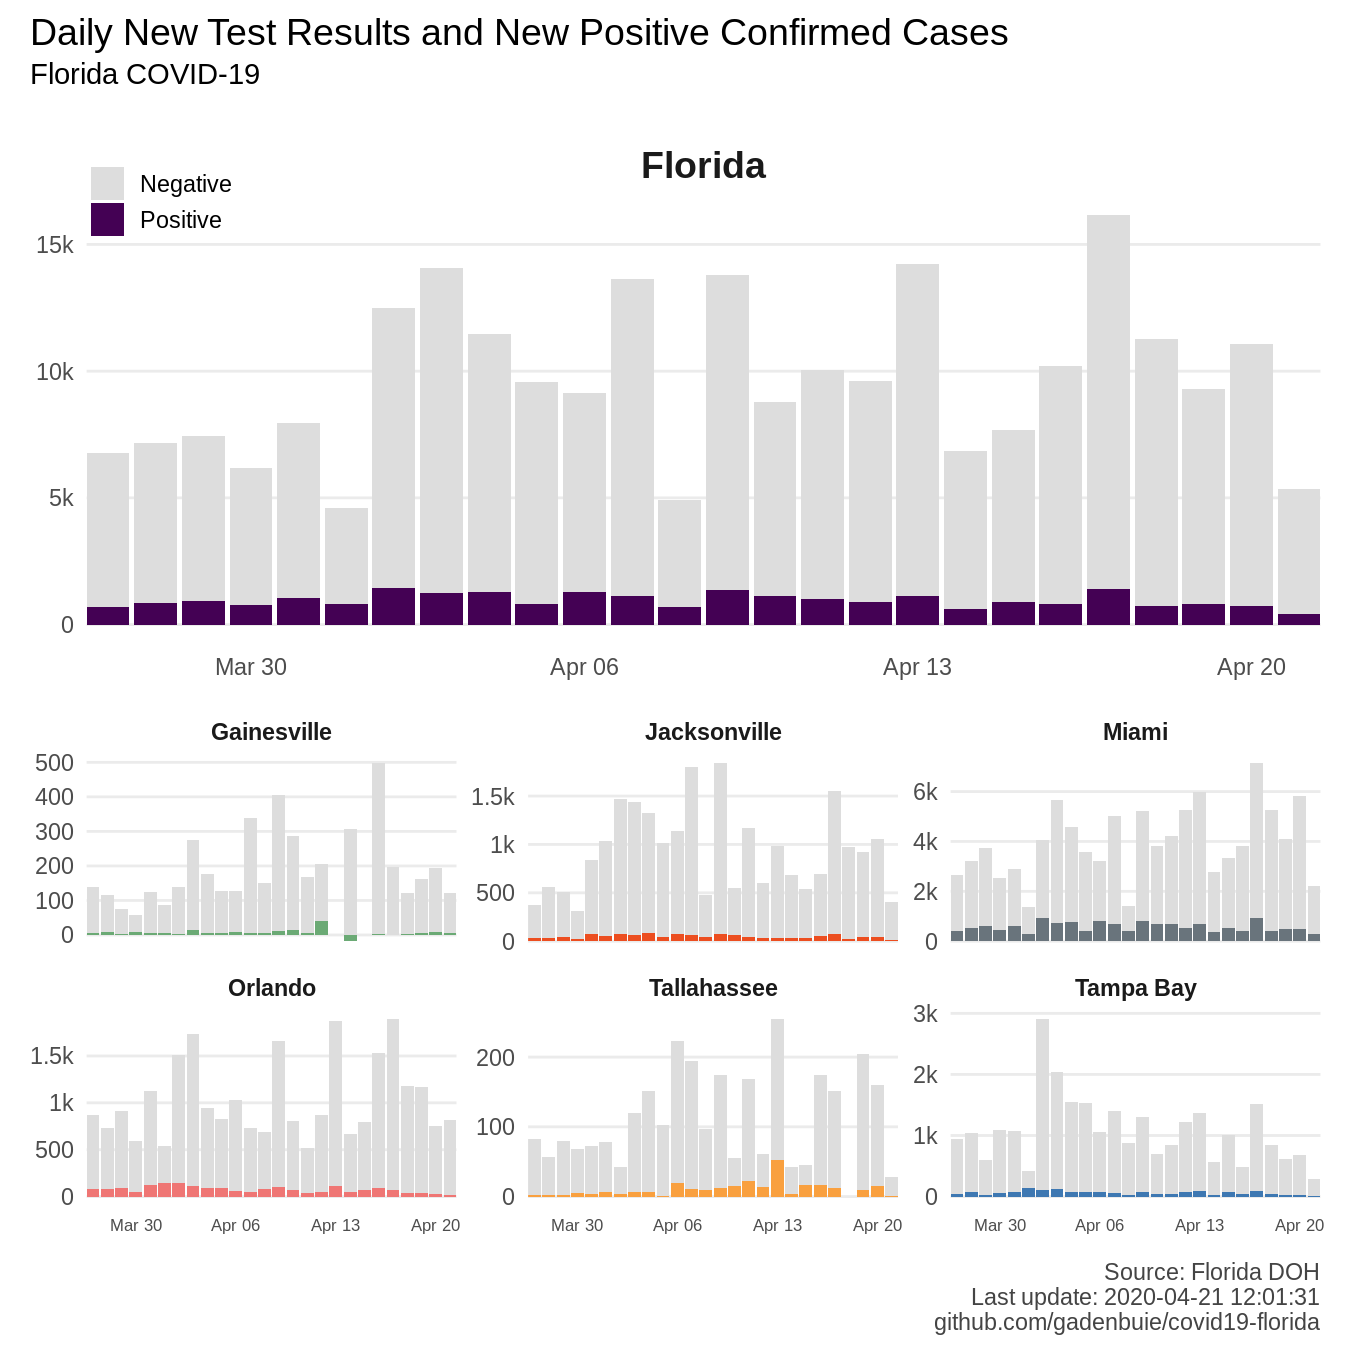 Daily New Test Results and New Positive Confirmed Cases
Florida COVID-19
Florida
Negative
Positive
15k
10k
5k
0
Mar 30 Apr 06 Apr 13 Apr 20
Gainesville
500
400
300
200
100
0
Jacksonville
1.5k
1k
500
0
Miami
6k
4k
2k
0
Orlando
1.5k
1k
500
0
Mar 30 Apr 06 Apr 13 Apr 20
Tallahassee
200
100
0
Mar 30 Apr 06 Apr 13 Apr 20
Tampa Bay
3k
2k
1k
0
Mar 30 Apr 06 Apr 13 Apr 20
Source: Florida DOH
Last update: 2020-04-21 12:01:31
github.com/gadenbuie/covid19-florida